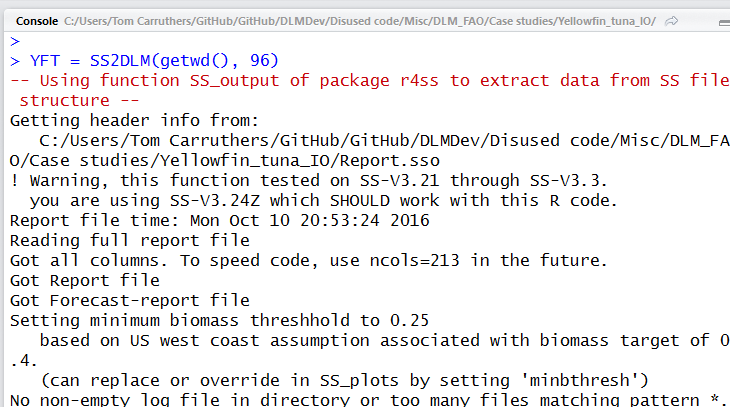 Console C:/Users/Tom Carruthers/GitHub/GitHub/DLMDev/Disused code/Misc/DLM_FAO/Case studies/Yellowfin_tuna_IO/
>
> YFT = SS2DLM(getwd(), 96)
-- Using function SS_output of package r4ss to extract data from SS file
 structure --
Getting header info from:
   C:/Users/Tom Carruthers/GitHub/GitHub/DLMDev/Disused code/Misc/DLM_FA
O/Case studies/Yellowfin_tuna_IO/Report.sso
! Warning, this function tested on SS-V3.21 through SS-V3.3.
  you are using SS-V3.24Z which SHOULD work with this R code.
Report file time: Mon Oct 10 20:53:24 2016
Reading full report file
Got all columns. To speed code, use ncols=213 in the future.
Got Report file
Got Forecast-report file
Setting minimum biomass threshhold to 0.25
   based on US west coast assumption associated with biomass target of 0
.4.
   (can replace or override in SS_plots by setting 'minbthresh')
No non-empty log file in directory or too many files matching pattern *.